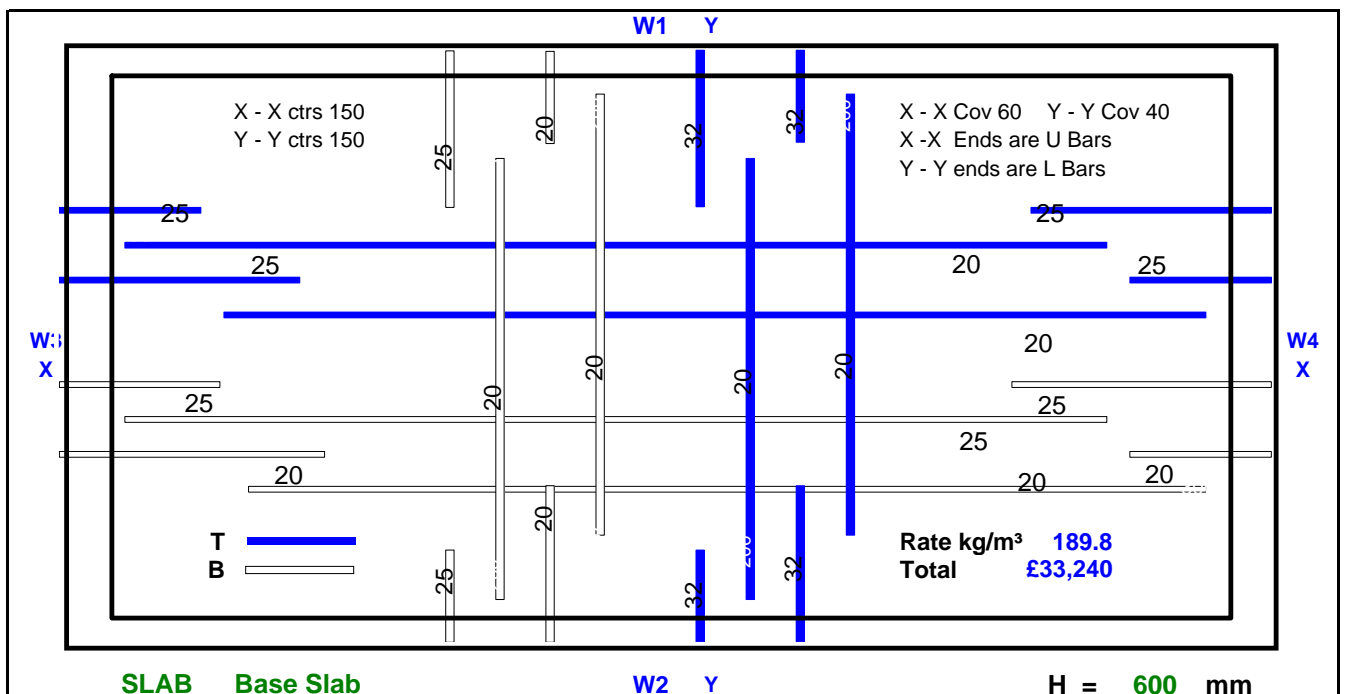 W1 Y
X - X ctrs 150
Y - Y ctrs 150
X - X Cov 60 Y - Y Cov 40
X -X Ends are U Bars
Y - Y ends are L Bars
25
20
32
32
25
25
25
20
25
W3
X
W4
X
20
20
20
20
20
25
25
25
20
20
20
25
20
32
32
T
B
Rate kg/m³ 189.8
Total £33,240
SLAB Base Slab
W2 Y
H = 600 mm